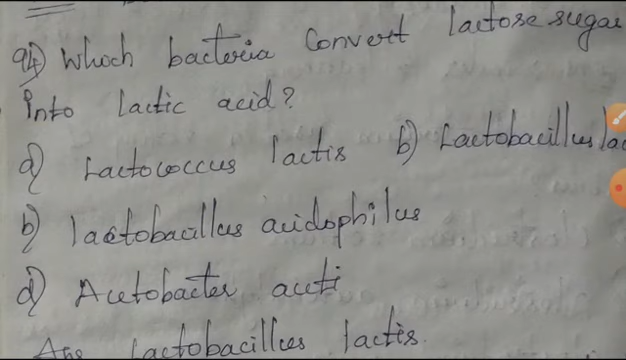 94) Which bacteria Convert lactose sugar
into lactic acid?
a) Lactococcus lactis b) Lactobacillus
b) lactobacillus acidophilus
d) Acetobacter aceti
Ans lactobacillus lactis